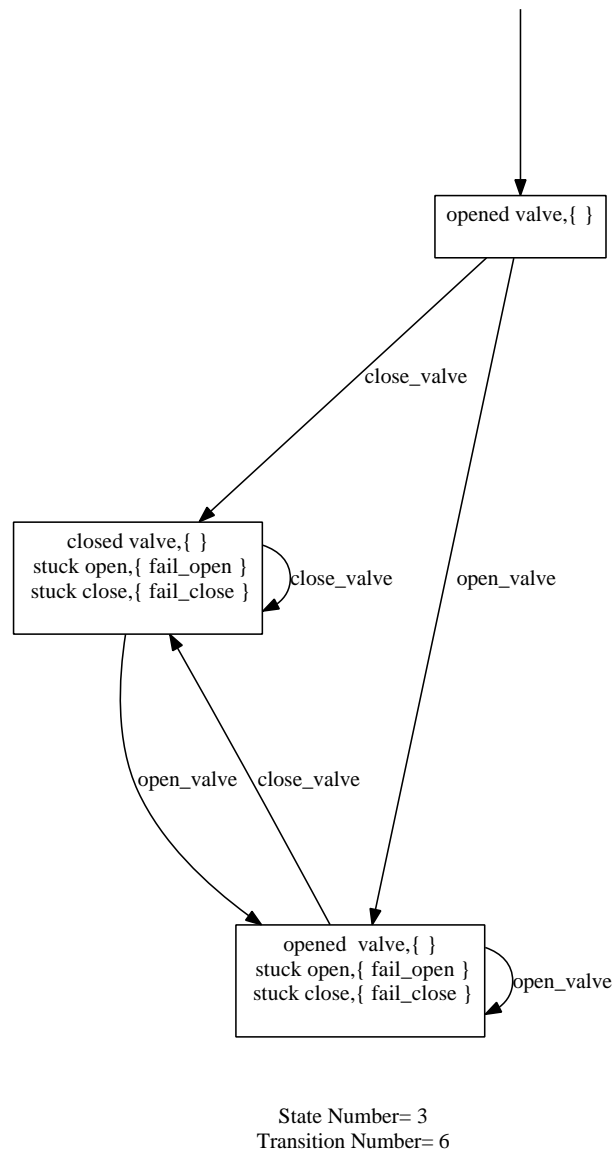 opened valve,{ }
close_valve
closed valve,{ }
stuck open,{ fail_open }
stuck close,{ fail_close }
close_valve
open_valve
open_valve
close_valve
opened  valve,{ }
stuck open,{ fail_open }
stuck close,{ fail_close }
open_valve
State Number= 3
Transition Number= 6